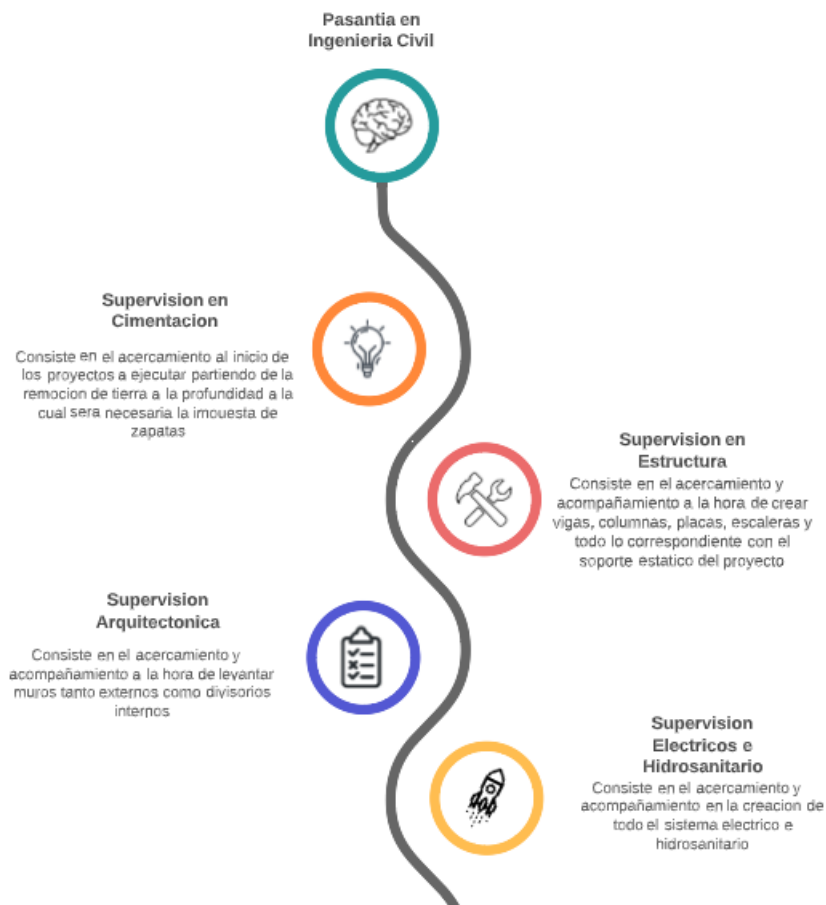 Pasantia en
Ingenieria Civil
Supervision en
Cimentacion
Consiste en el acercamiento al inicio de
los proyectos a ejecutar partiendo de la
remocion de tierra a la profundidad a la
cual sera necesaria la imouesta de
zapatas
Supervision en
Estructura
Consiste en el acercamiento y
acompañamiento a la hora de crear
vigas, columnas, placas, escaleras y
todo lo correspondiente con el
soporte estatico del proyecto
Supervision
Arquitectonica
Consiste en el acercamiento y
acompañamiento a la hora de levantar
muros tanto externos como divisorios
internos
Supervision
Electricos e
Hidrosanitario
Consiste en el acercamiento y
acompañamiento en la creacion de
todo el sistema electrico e
hidrosanitario